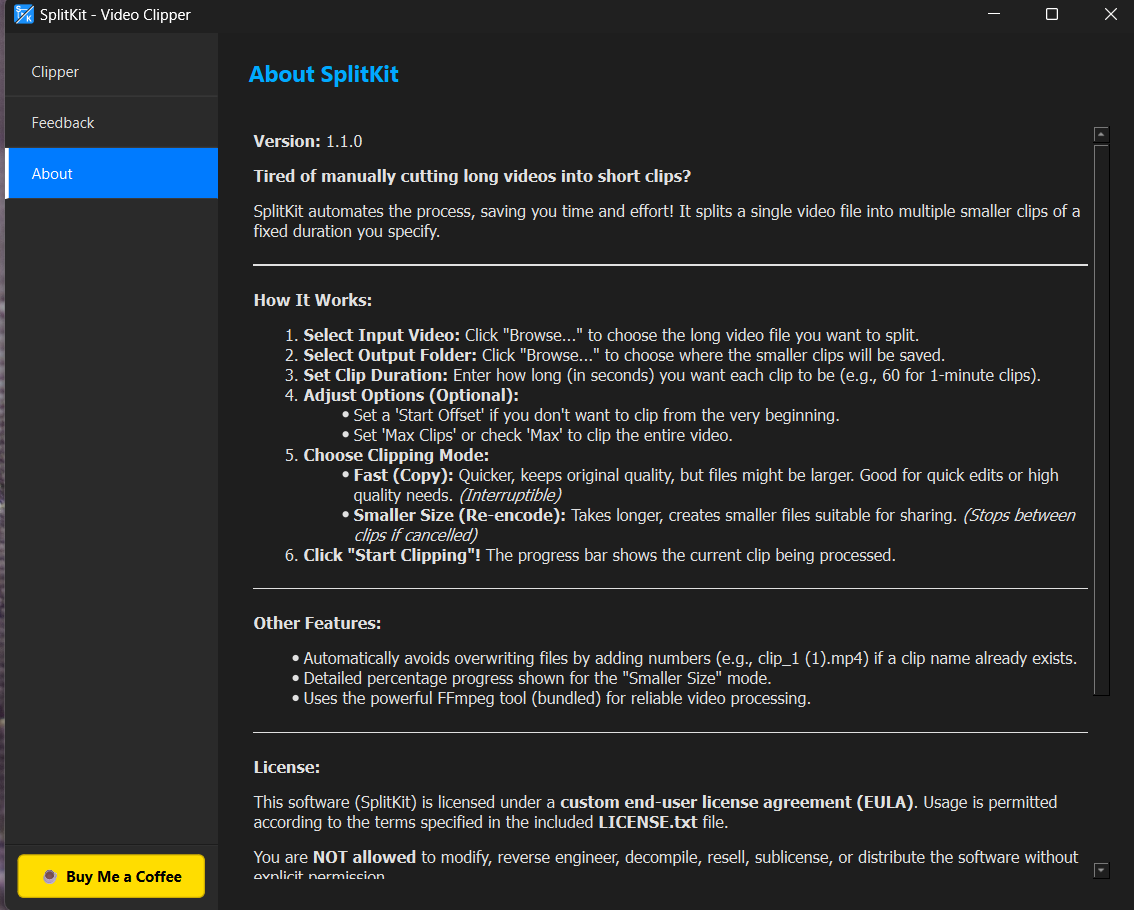 SplitKit - Video Clipper
Clipper
Feedback
About
Buy Me a Coffee
About SplitKit
Version: 1.1.0
Tired of manually cutting long videos into short clips?
SplitKit automates the process, saving you time and effort! It splits a single video file into multiple smaller clips of a
fixed duration you specify.
How It Works:
1. Select Input Video: Click "Browse..." to choose the long video file you want to split.
2. Select Output Folder: Click "Browse..." to choose where the smaller clips will be saved.
3. Set Clip Duration: Enter how long (in seconds) you want each clip to be (e.g., 60 for 1-minute clips).
4. Adjust Options (Optional):
• Set a 'Start Offset' if you don't want to clip from the very beginning.
• Set 'Max Clips' or check 'Max' to clip the entire video.
5. Choose Clipping Mode:
• Fast (Copy): Quicker, keeps original quality, but files might be larger. Good for quick edits or high
quality needs. (Interruptible)
• Smaller Size (Re-encode): Takes longer, creates smaller files suitable for sharing. (Stops between
clips if cancelled)
6. Click "Start Clipping"! The progress bar shows the current clip being processed.
Other Features:
• Automatically avoids overwriting files by adding numbers (e.g., clip_1 (1).mp4) if a clip name already exists.
• Detailed percentage progress shown for the "Smaller Size" mode.
• Uses the powerful FFmpeg tool (bundled) for reliable video processing.
License:
This software (SplitKit) is licensed under a custom end-user license agreement (EULA). Usage is permitted
according to the terms specified in the included LICENSE.txt file.
You are NOT allowed to modify, reverse engineer, decompile, resell, sublicense, or distribute the software without
explicit permission